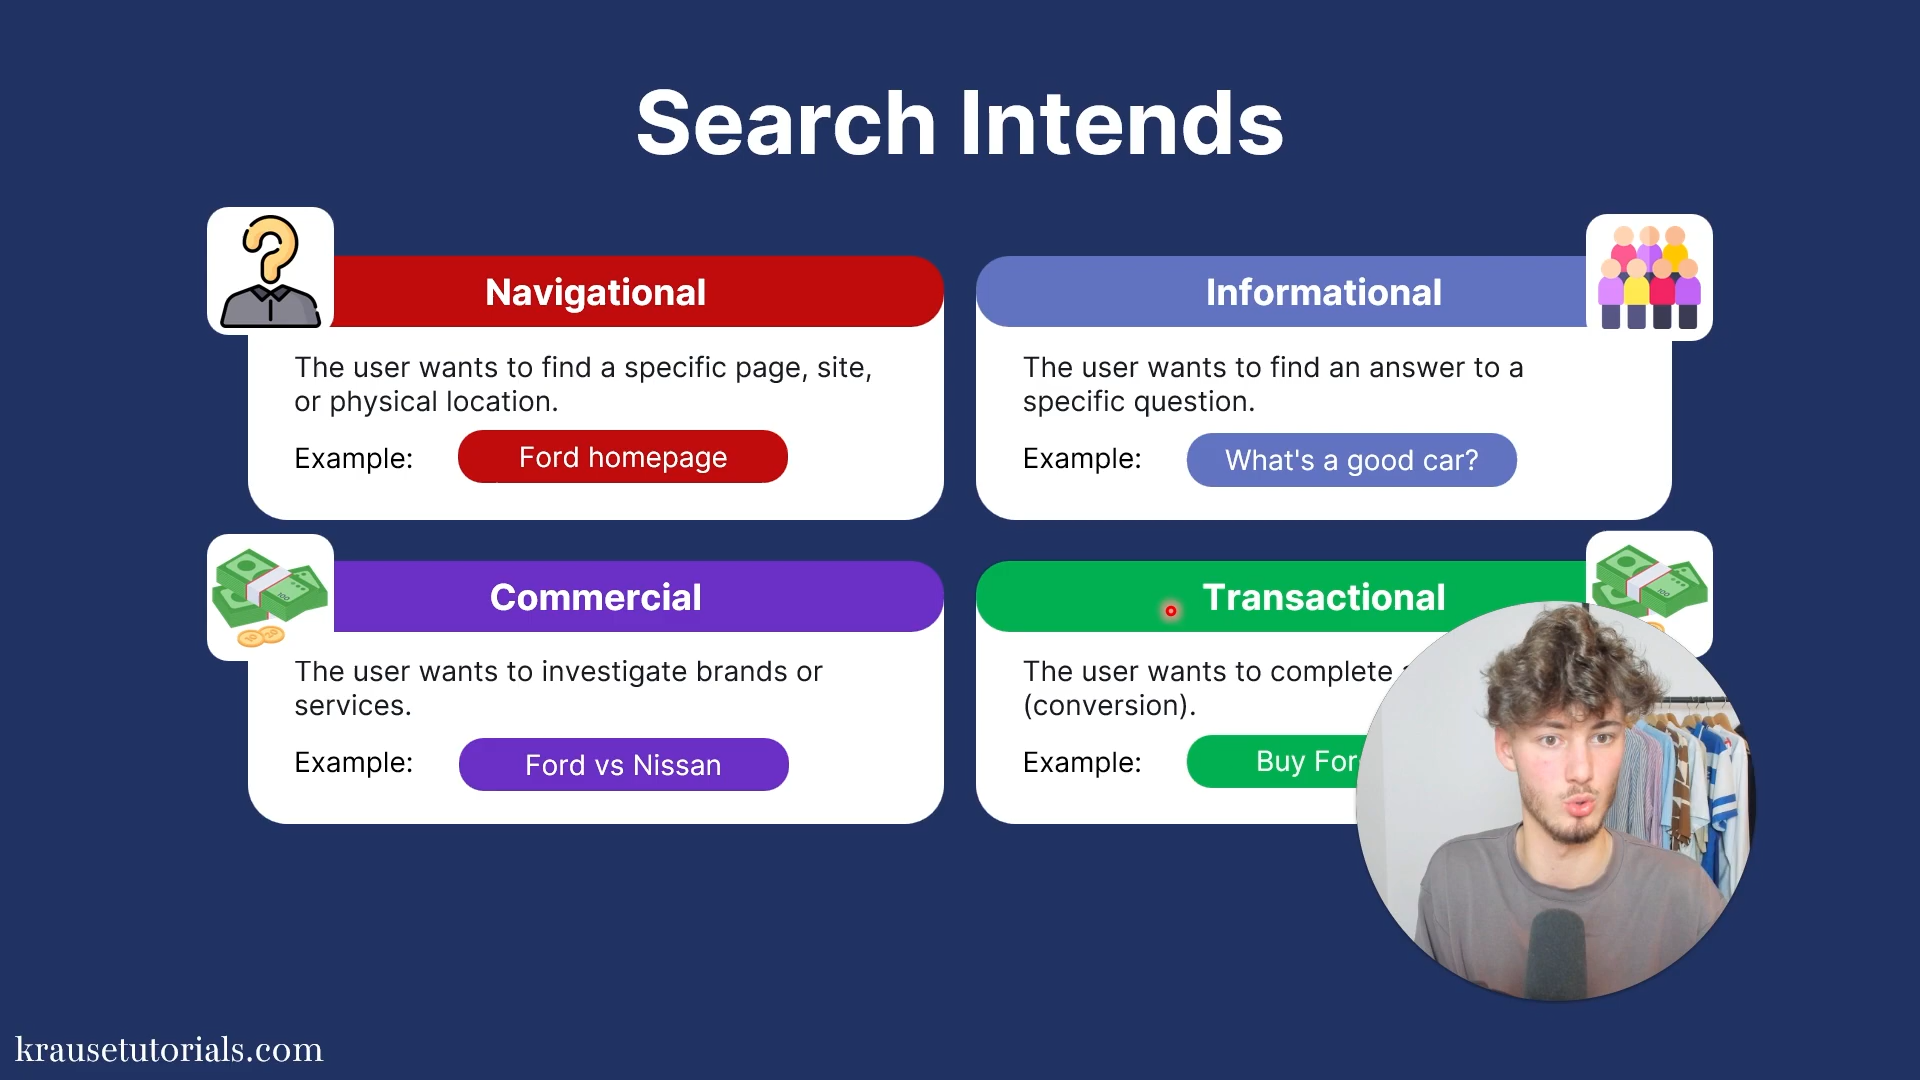 Search Intends
Navigational
The user wants to find a specific page, site,
or physical location.
Example:
Ford homepage
Informational
The user wants to find an answer to a
specific question.
Example:
What's a good car?
Commercial
The user wants to investigate brands or
services.
Example:
Ford vs Nissan
Transactional
The user wants to complete
(conversion).
Example:
Buy
krausetutorials.com